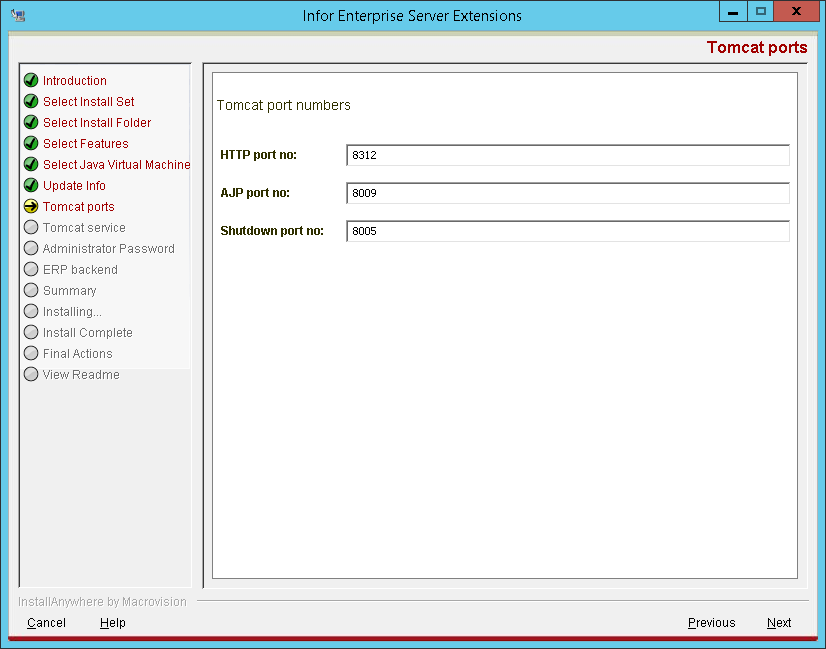 Infor Enterprise Server Extensions
Tomcat ports
Introduction
Select Install Set
Select Install Folder
Select Features
Select Java Virtual Machine
Update Info
Tomcat ports
Tomcat service
Administrator Password
ERP backend
Summary
Installing...
Install Complete
Final Actions
View Readme
Tomcat port numbers
HTTP port no: 8312
AJP port no: 8009
Shutdown port no: 8005
InstallAnywhere by Macrovision
Cancel Help Previous Next